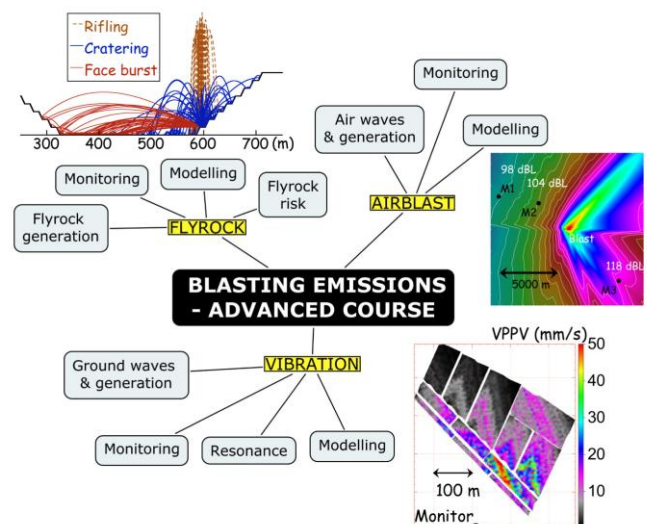 Rifling
Cratering
Face burst
300 400 500 600 700 (m)
Monitoring
Air waves
& generation
Modelling
Monitoring
Modelling
Flyrock
risk
Flyrock
generation
FLYROCK
AIRBLAST
98 dBL
M1
104 dBL
M2
Blast
118 dBL
M3
5000 m
BLASTING EMISSIONS
- ADVANCED COURSE
VIBRATION
Ground waves
& generation
Monitoring
Resonance
Modelling
VPPV (mm/s)
50
40
30
20
10
100 m
Monitor